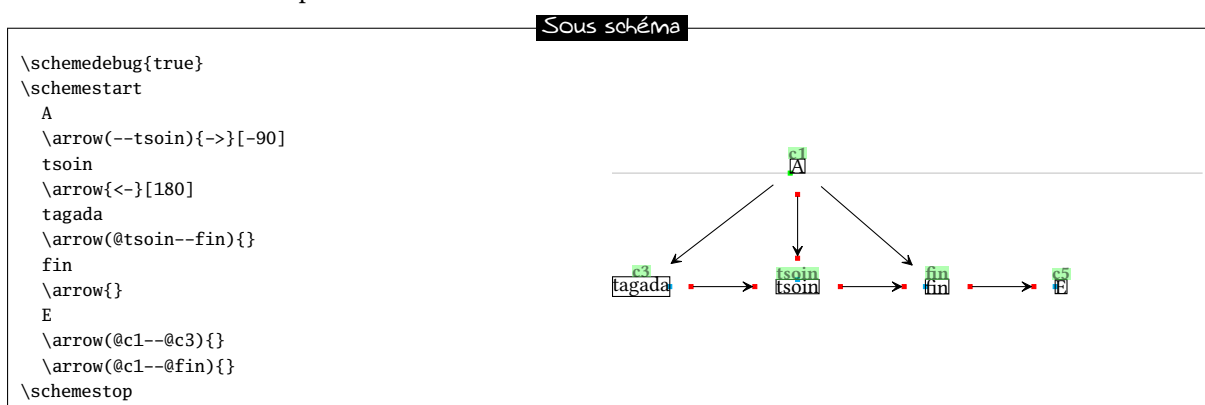 Sous schéma
\schemedebug{true}
\schemestart
A
\arrow(--tsoin){->}[-90]
tsoin
\arrow{<-}[180]
tagada
\arrow(@tsoin--fin){}
fin
\arrow{}
E
\arrow(@c1--@c3){}
\arrow(@c1--@fin){}
\schemestop
c1
A
c3 tsoin fin c5
tagada tsoin fin E